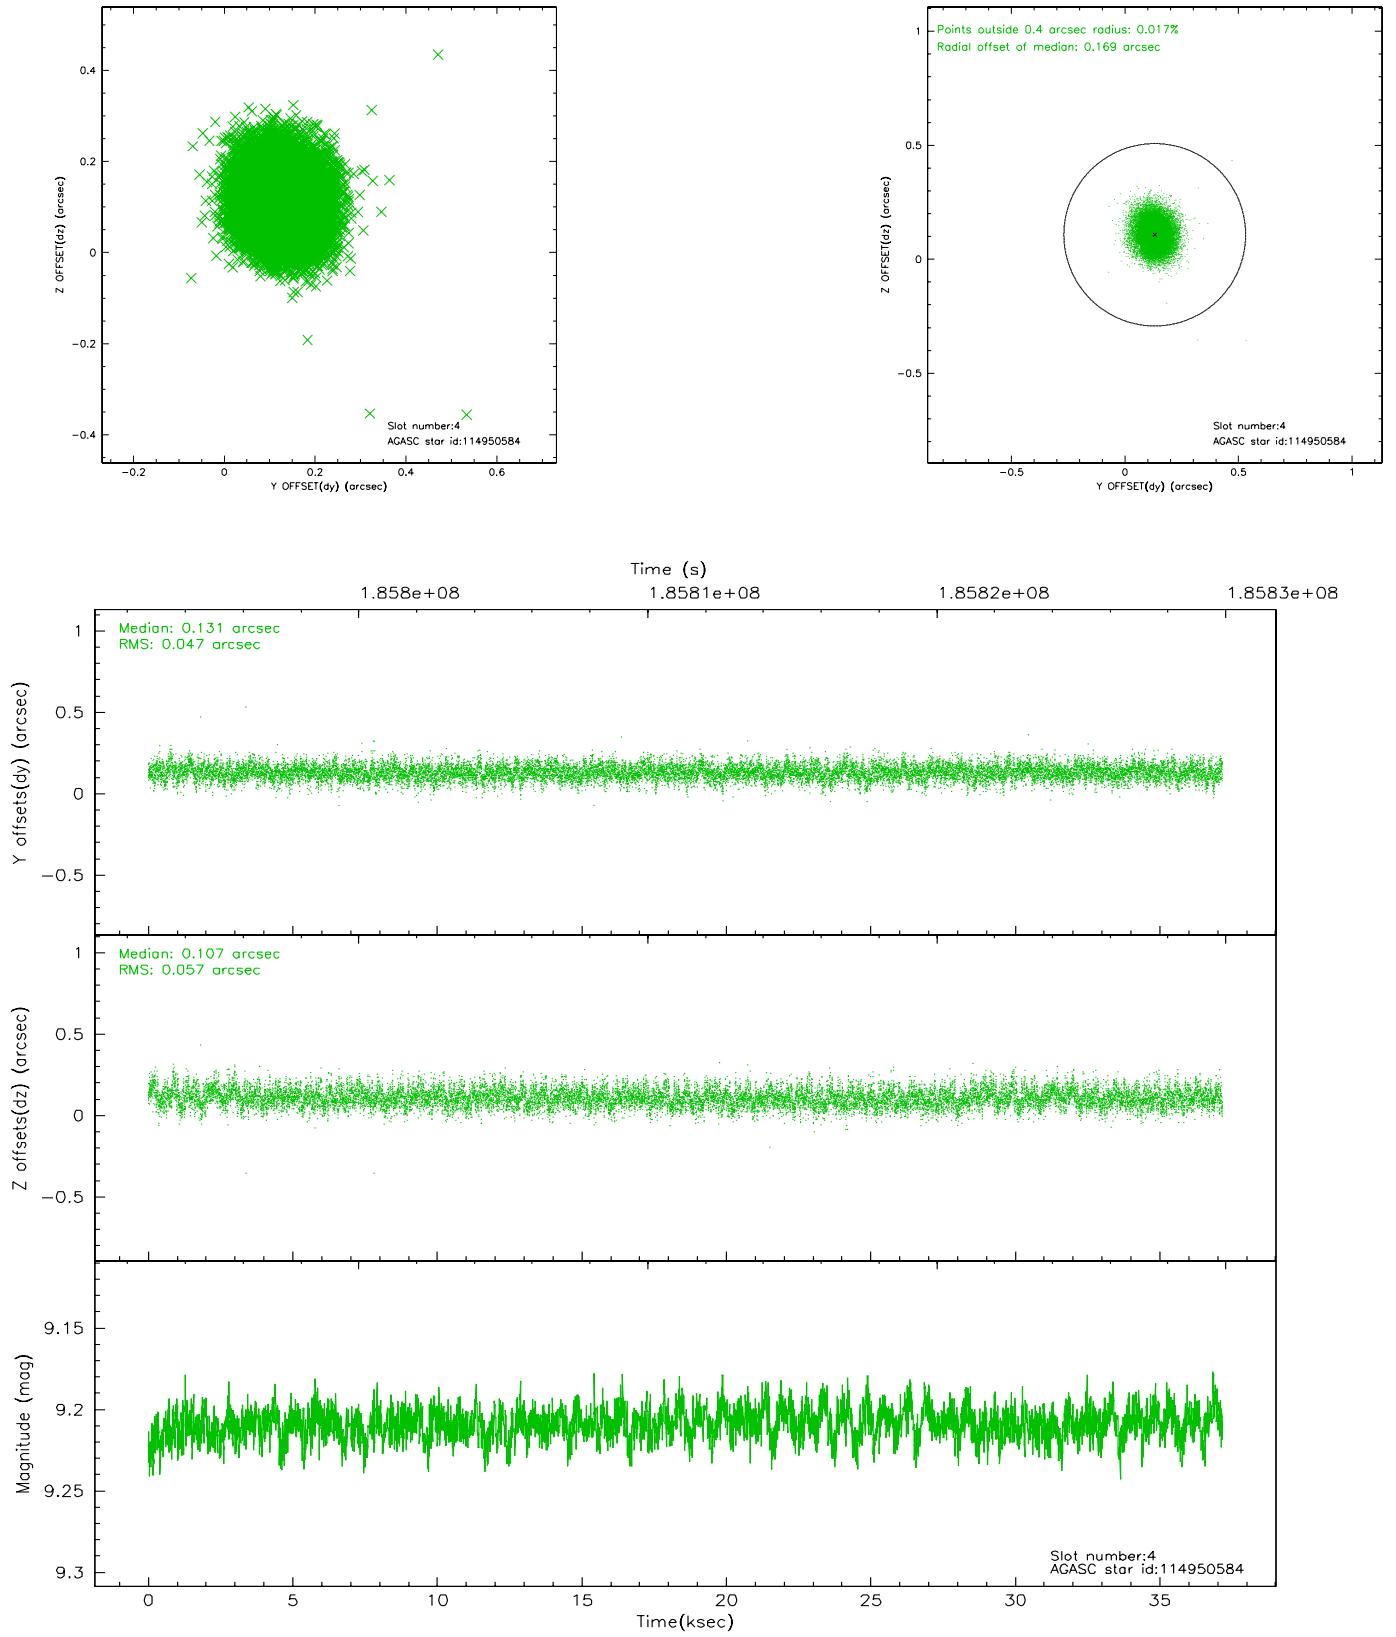 0.4
0.2
0
−0.2
−0.4
Z OFFSET(dz) (arcsec)
Slot number:4
AGASC star id:114950584
−0.2 0 0.2 0.4 0.6
Y OFFSET(dy) (arcsec)
Points outside 0.4 arcsec radius: 0.017%
Radial offset of median: 0.169 arcsec
1
0.5
0
−0.5
Z OFFSET(dz) (arcsec)
Slot number:4
AGASC star id:114950584
−0.5 0 0.5 1
Y OFFSET(dy) (arcsec)
Time (s)
1.858e+08 1.8581e+08 1.8582e+08 1.8583e+08
Median: 0.131 arcsec
RMS: 0.047 arcsec
1
0.5
0
−0.5
Y offsets(dy) (arcsec)
Median: 0.107 arcsec
RMS: 0.057 arcsec
1
0.5
0
−0.5
Z offsets(dz) (arcsec)
9.15
9.2
9.25
9.3
Magnitude (mag)
Slot number:4
AGASC star id:114950584
0 5 10 15 20 25 30 35
Time(ksec)